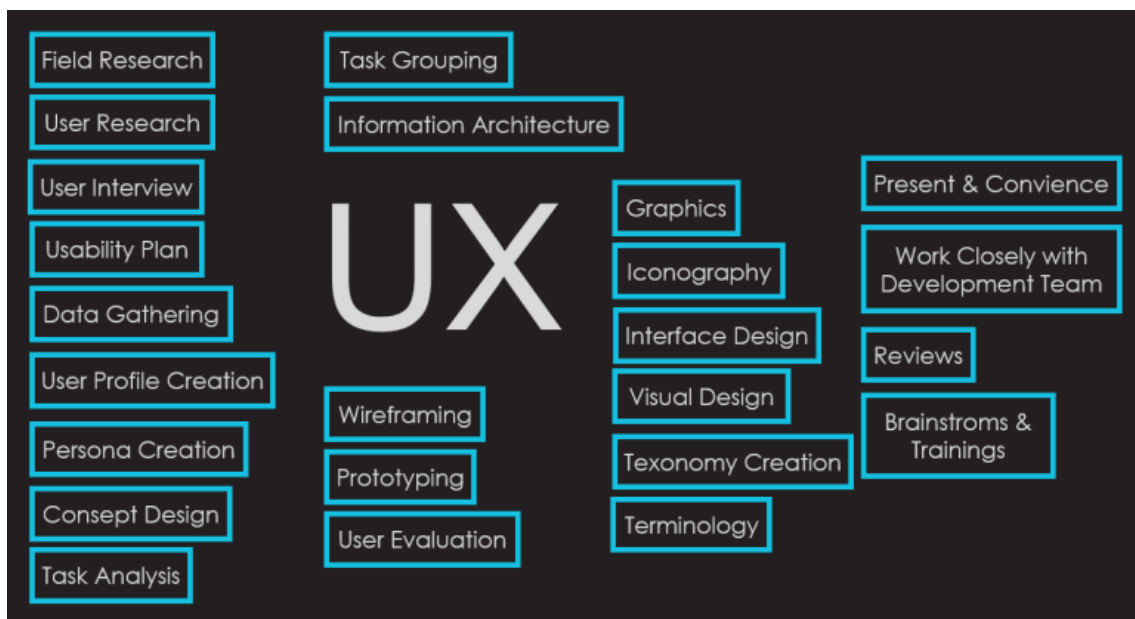 Field Research
User Research
User Interview
Usability Plan
Data Gathering
User Profile Creation
Persona Creation
Consept Design
Task Analysis
Task Grouping
Information Architecture
UX
Wireframing
Prototyping
User Evaluation
Graphics
Iconography
Interface Design
Visual Design
Texonomy Creation
Terminology
Present & Convience
Work Closely with
Development Team
Reviews
Brainstroms &
Trainings